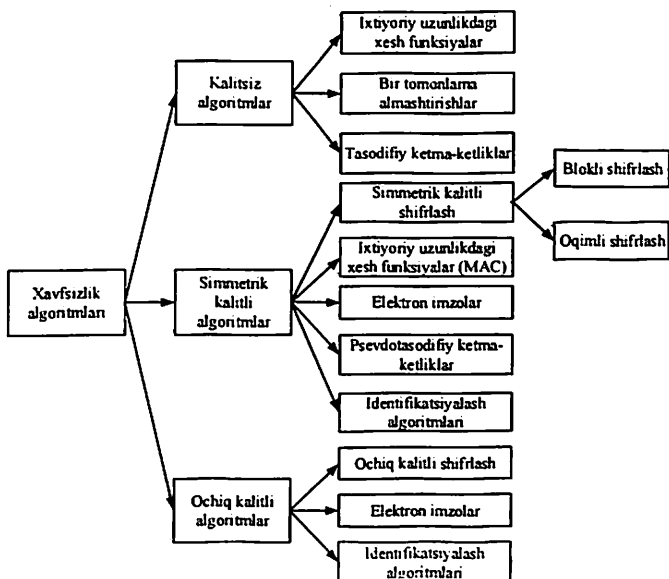 Ixtiyoriy uzunlikdagi
xesh funksiyalar
Kalitsiz
algoritmlar
Bir tomonlama
almashtirishlar
Tasodifiy ketma-ketliklar
Simmetrik kalitli
shifrlash
Blokli shifrlash
Oqimli shifrlash
Xavfsizlik
algoritmlari
Simmetrik
kalitli
algoritmlar
Ixtiyoriy uzunlikdagi
xesh funksiyalar (MAC)
Elektron imzolar
Psevdotasodifiy ketma-
ketliklar
Identifikatsiyalash
algoritmlari
Ochiq kalitli
algoritmlar
Ochiq kalitli shifrlash
Elektron imzolar
Identifikatsiyalash
algoritmlari